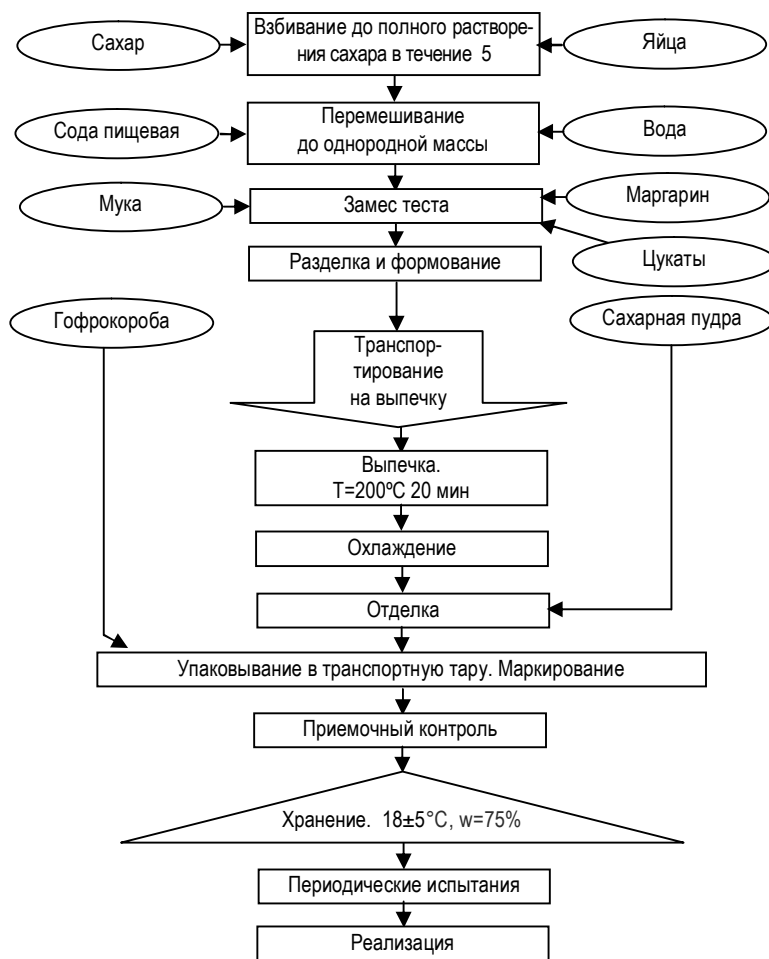 Сахар
Взбивание до полного растворе-
ния сахара в течение 5
Яйца
Сода пищевая
Перемешивание
до однородной массы
Вода
Мука
Замес теста
Маргарин
Цукаты
Разделка и формование
Гофрокороба
Сахарная пудра
Транспор-
тирование
на выпечку
Выпечка.
T=200ºС 20 мин
Охлаждение
Отделка
Упаковывание в транспортную тару. Маркирование
Приемочный контроль
Хранение. 18±5°С, w=75%
Периодические испытания
Реализация